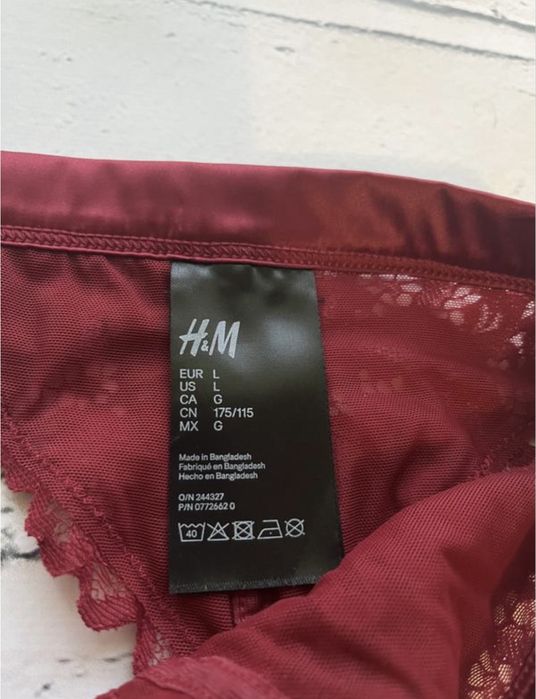 H&M
EUR L
US L
CA G
CN 175/115
MX G
Made in Bangladesh
Fabriqué en Bangladesh
Hecho en Bangladesh
O/N 244327
P/N 0772662 0
40